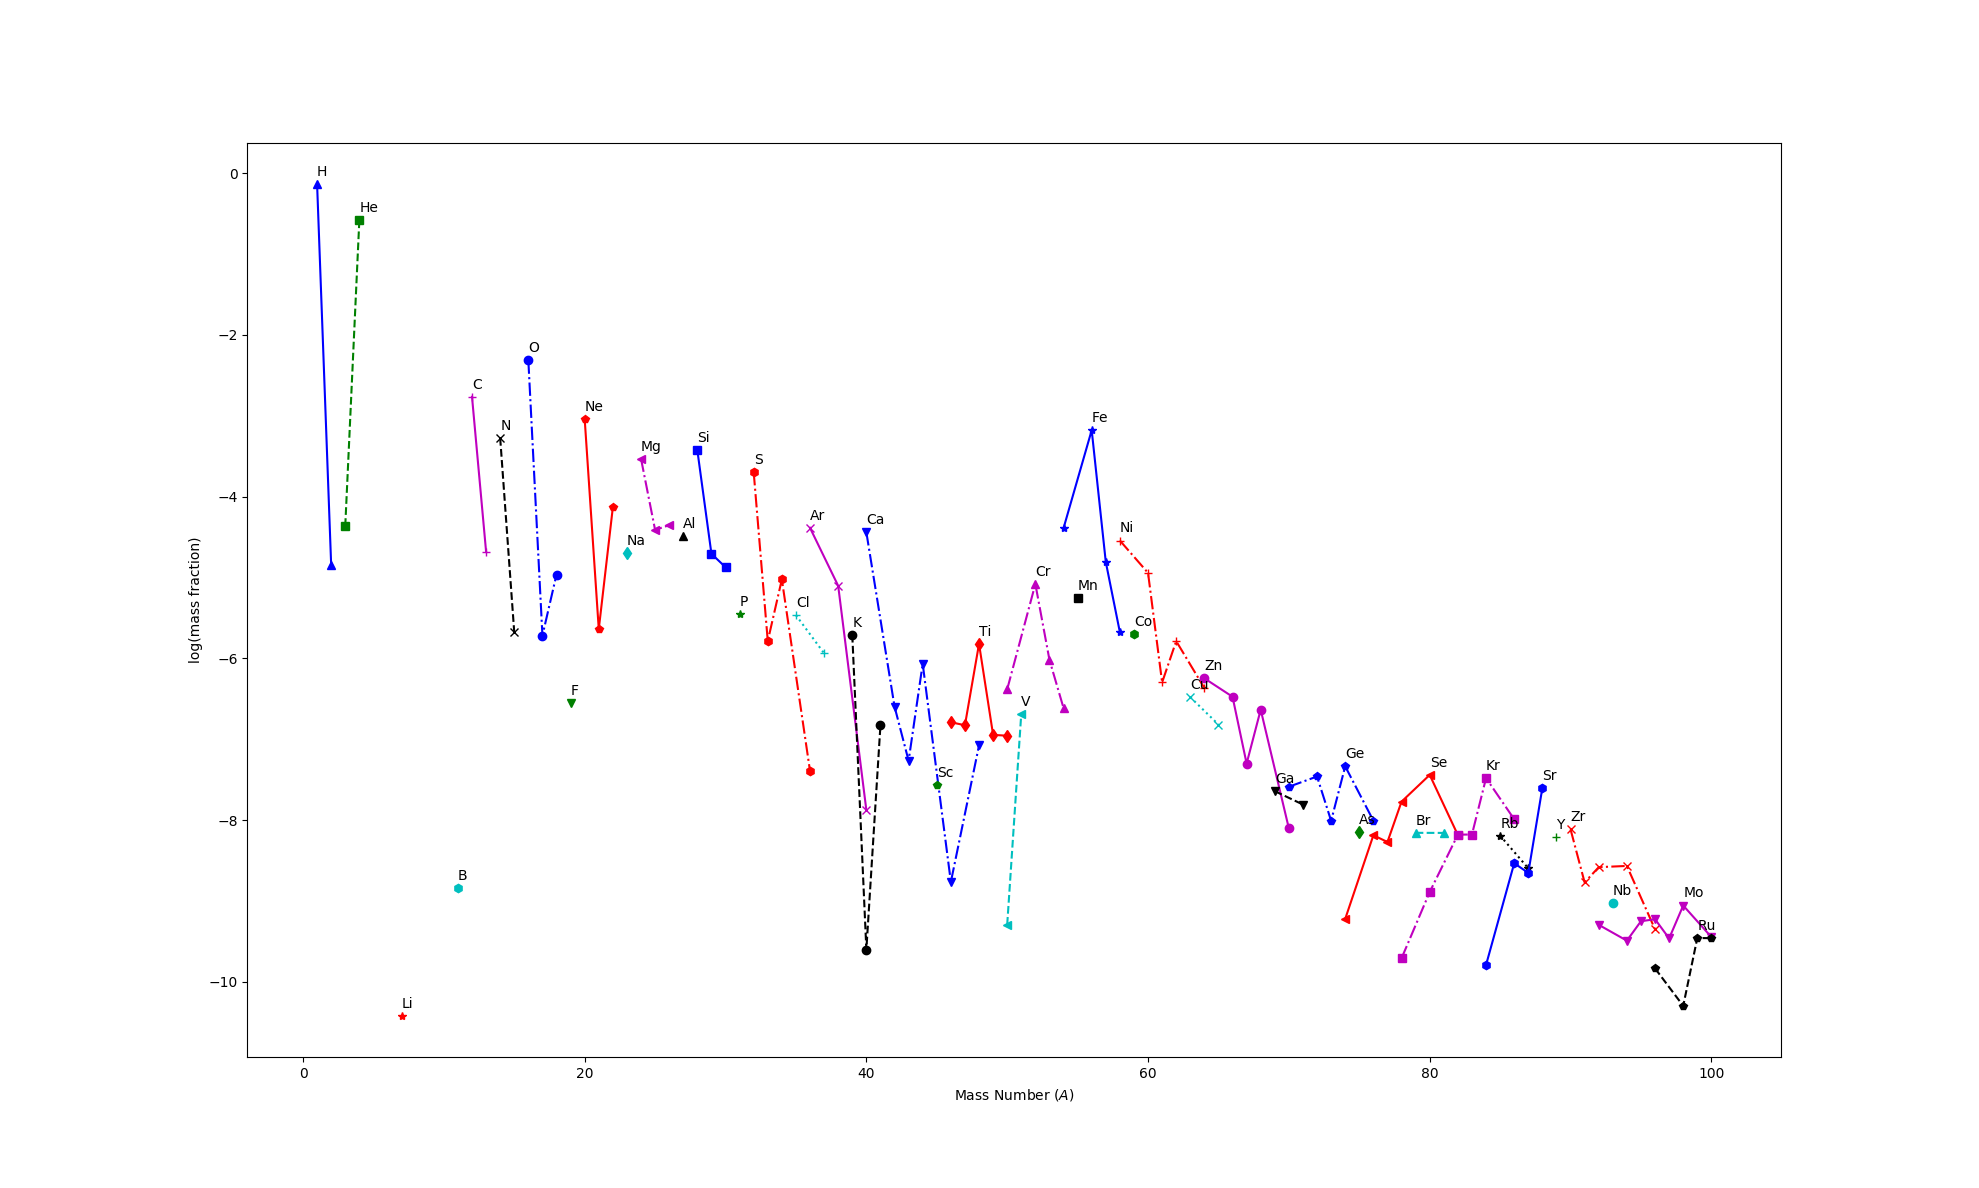 H
He
O
C
Ne
Fe
N
Si
Mg
S
Ar
Ca
Al
Ni
Na
Cr
Mn
P
Cl
K
Co
Ti
Zn
Cu
F
V
Ge
Se
Kr
Sc
Sr
Ga
Zr
As
Br
Rb
Y
B
Nb
Mo
Ru
Li
0
−2
−4
−6
−8
−10
log(mass fraction)
0 20 40 60 80 100
Mass Number (A)